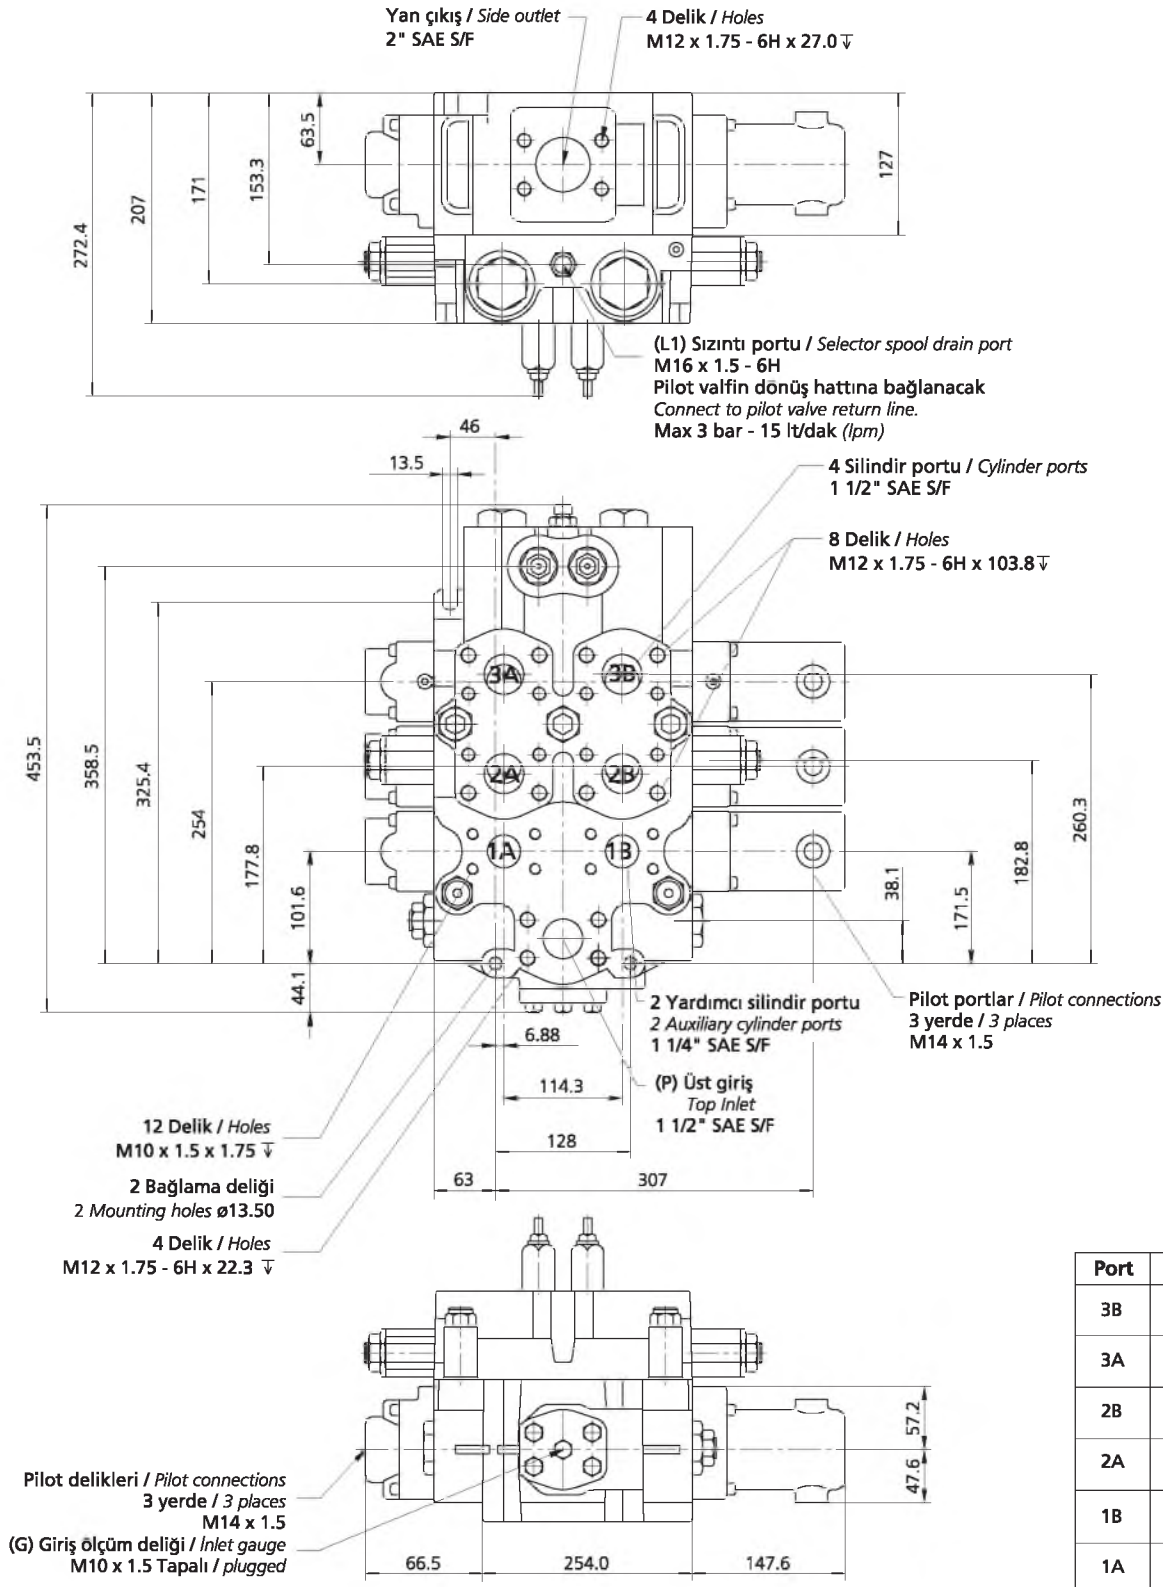 Yan çıkış / Side outlet
2" SAE S/F
4 Delik / Holes
M12 x 1.75 - 6H x 27.0 ↧
63.5
153.3
171
207
272.4
127
(L1) Sızıntı portu / Selector spool drain port
M16 x 1.5 - 6H
Pilot valfin dönüş hattına bağlanacak
Connect to pilot valve return line.
Max 3 bar - 15 lt/dak (lpm)
46
13.5
4 Silindir portu / Cylinder ports
1 1/2" SAE S/F
8 Delik / Holes
M12 x 1.75 - 6H x 103.8 ↧
3A
3B
2A
2B
1A
1B
453.5
358.5
325.4
254
177.8
101.6
44.1
38.1
171.5
182.8
260.3
2 Yardımcı silindir portu
2 Auxiliary cylinder ports
1 1/4" SAE S/F
Pilot portlar / Pilot connections
3 yerde / 3 places
M14 x 1.5
6.88
114.3
(P) Üst giriş
Top Inlet
1 1/2" SAE S/F
128
63
307
12 Delik / Holes
M10 x 1.5 x 1.75 ↧
2 Bağlama deliği
2 Mounting holes ø13.50
4 Delik / Holes
M12 x 1.75 - 6H x 22.3 ↧
57.2
47.6
Pilot delikleri / Pilot connections
3 yerde / 3 places
M14 x 1.5
(G) Giriş ölçüm deliği / İnlet gauge
M10 x 1.5 Tapalı / plugged
66.5
254.0
147.6
Port
3B
3A
2B
2A
1B
1A